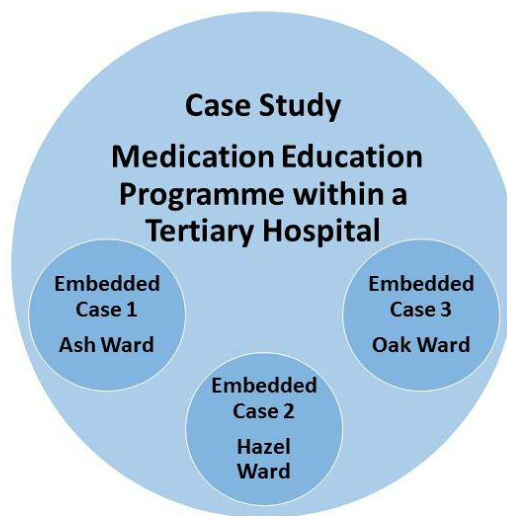 Case Study
Medication Education
Programme within a
Tertiary Hospital
Embedded
Case 1
Ash Ward
Embedded
Case 2
Hazel
Ward
Embedded
Case 3
Oak Ward